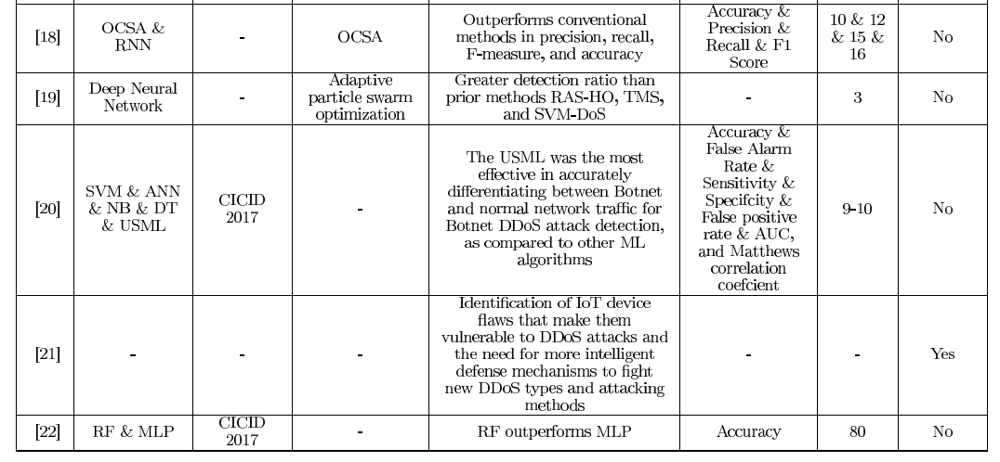 [18]
OCSA &
RNN
-
OCSA
Outperforms conventional
methods in precision, recall,
F-measure, and accuracy
Accuracy &
Precision &
Recall & F1
Score
10 & 12
& 15 &
16
No
[19]
Deep Neural
Network
-
Adaptive
particle swarm
optimization
Greater detection ratio than
prior methods RAS-HO, TMS,
and SVM-DoS
-
3
No
[20]
SVM & ANN
& NB & DT
& USML
CICID
2017
-
The USML was the most
effective in accurately
differentiating between Botnet
and normal network traffic for
Botnet DDoS attack detection,
as compared to other ML
algorithms
Accuracy &
False Alarm
Rate &
Sensitivity &
Specifcity &
False positive
rate & AUC,
and Matthews
correlation
coefcient
9-10
No
[21]
-
-
-
Identification of IoT device
flaws that make them
vulnerable to DDoS attacks and
the need for more intelligent
defense mechanisms to fight
new DDoS types and attacking
methods
-
-
Yes
[22]
RF & MLP
CICID
2017
-
RF outperforms MLP
Accuracy
80
No